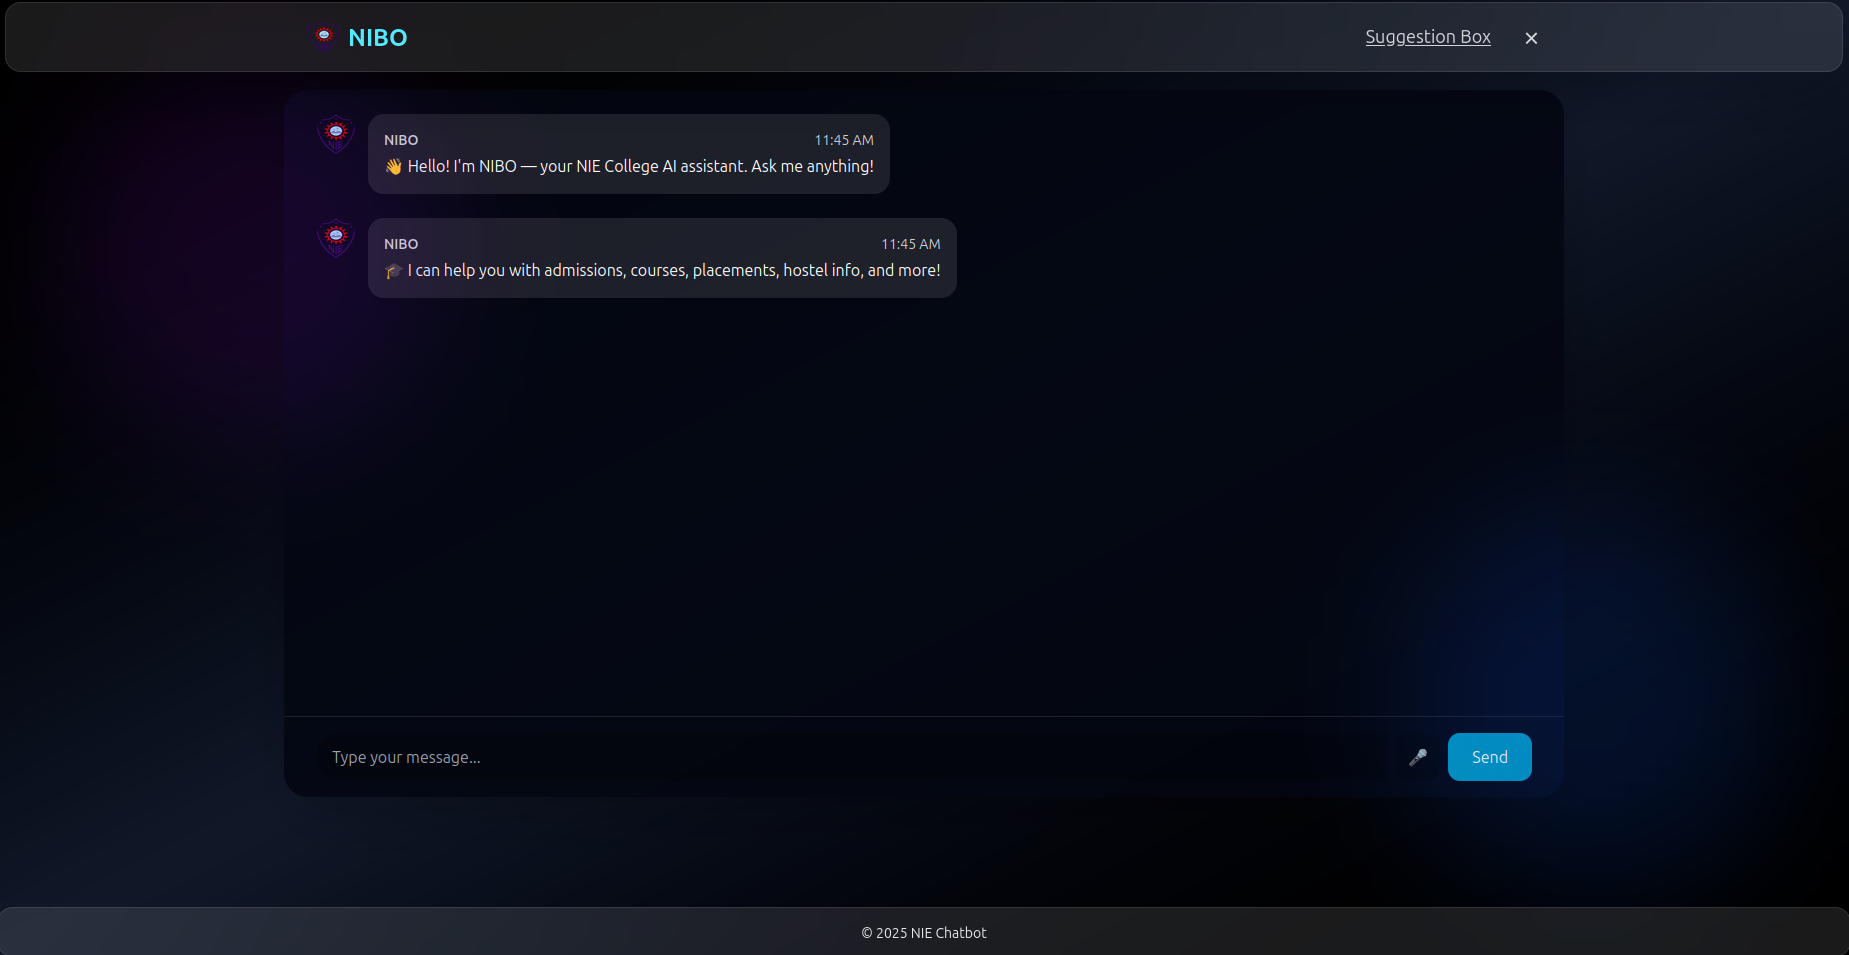 NIBO
Suggestion Box ×
NIE
NIBO 11:45 AM
👋 Hello! I'm NIBO — your NIE College AI assistant. Ask me anything!
NIE
NIBO 11:45 AM
🎓 I can help you with admissions, courses, placements, hostel info, and more!
Type your message...
Send
© 2025 NIE Chatbot